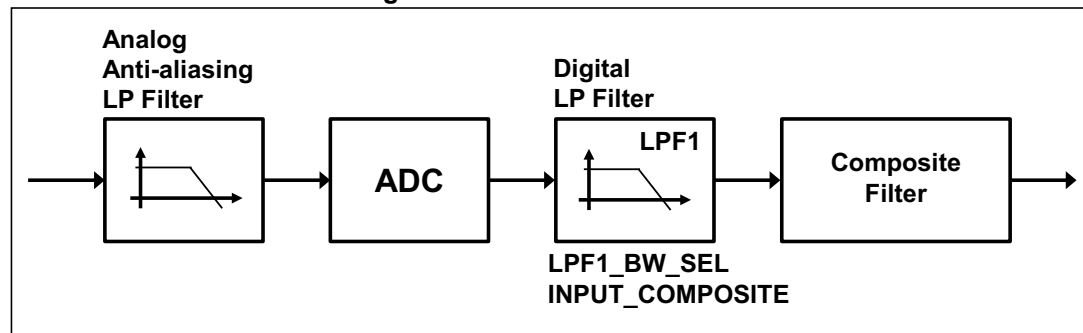 Analog
Anti-aliasing
LP Filter
ADC
Digital
LP Filter
LPF1
LPF1_BW_SEL
INPUT_COMPOSITE
Composite
Filter